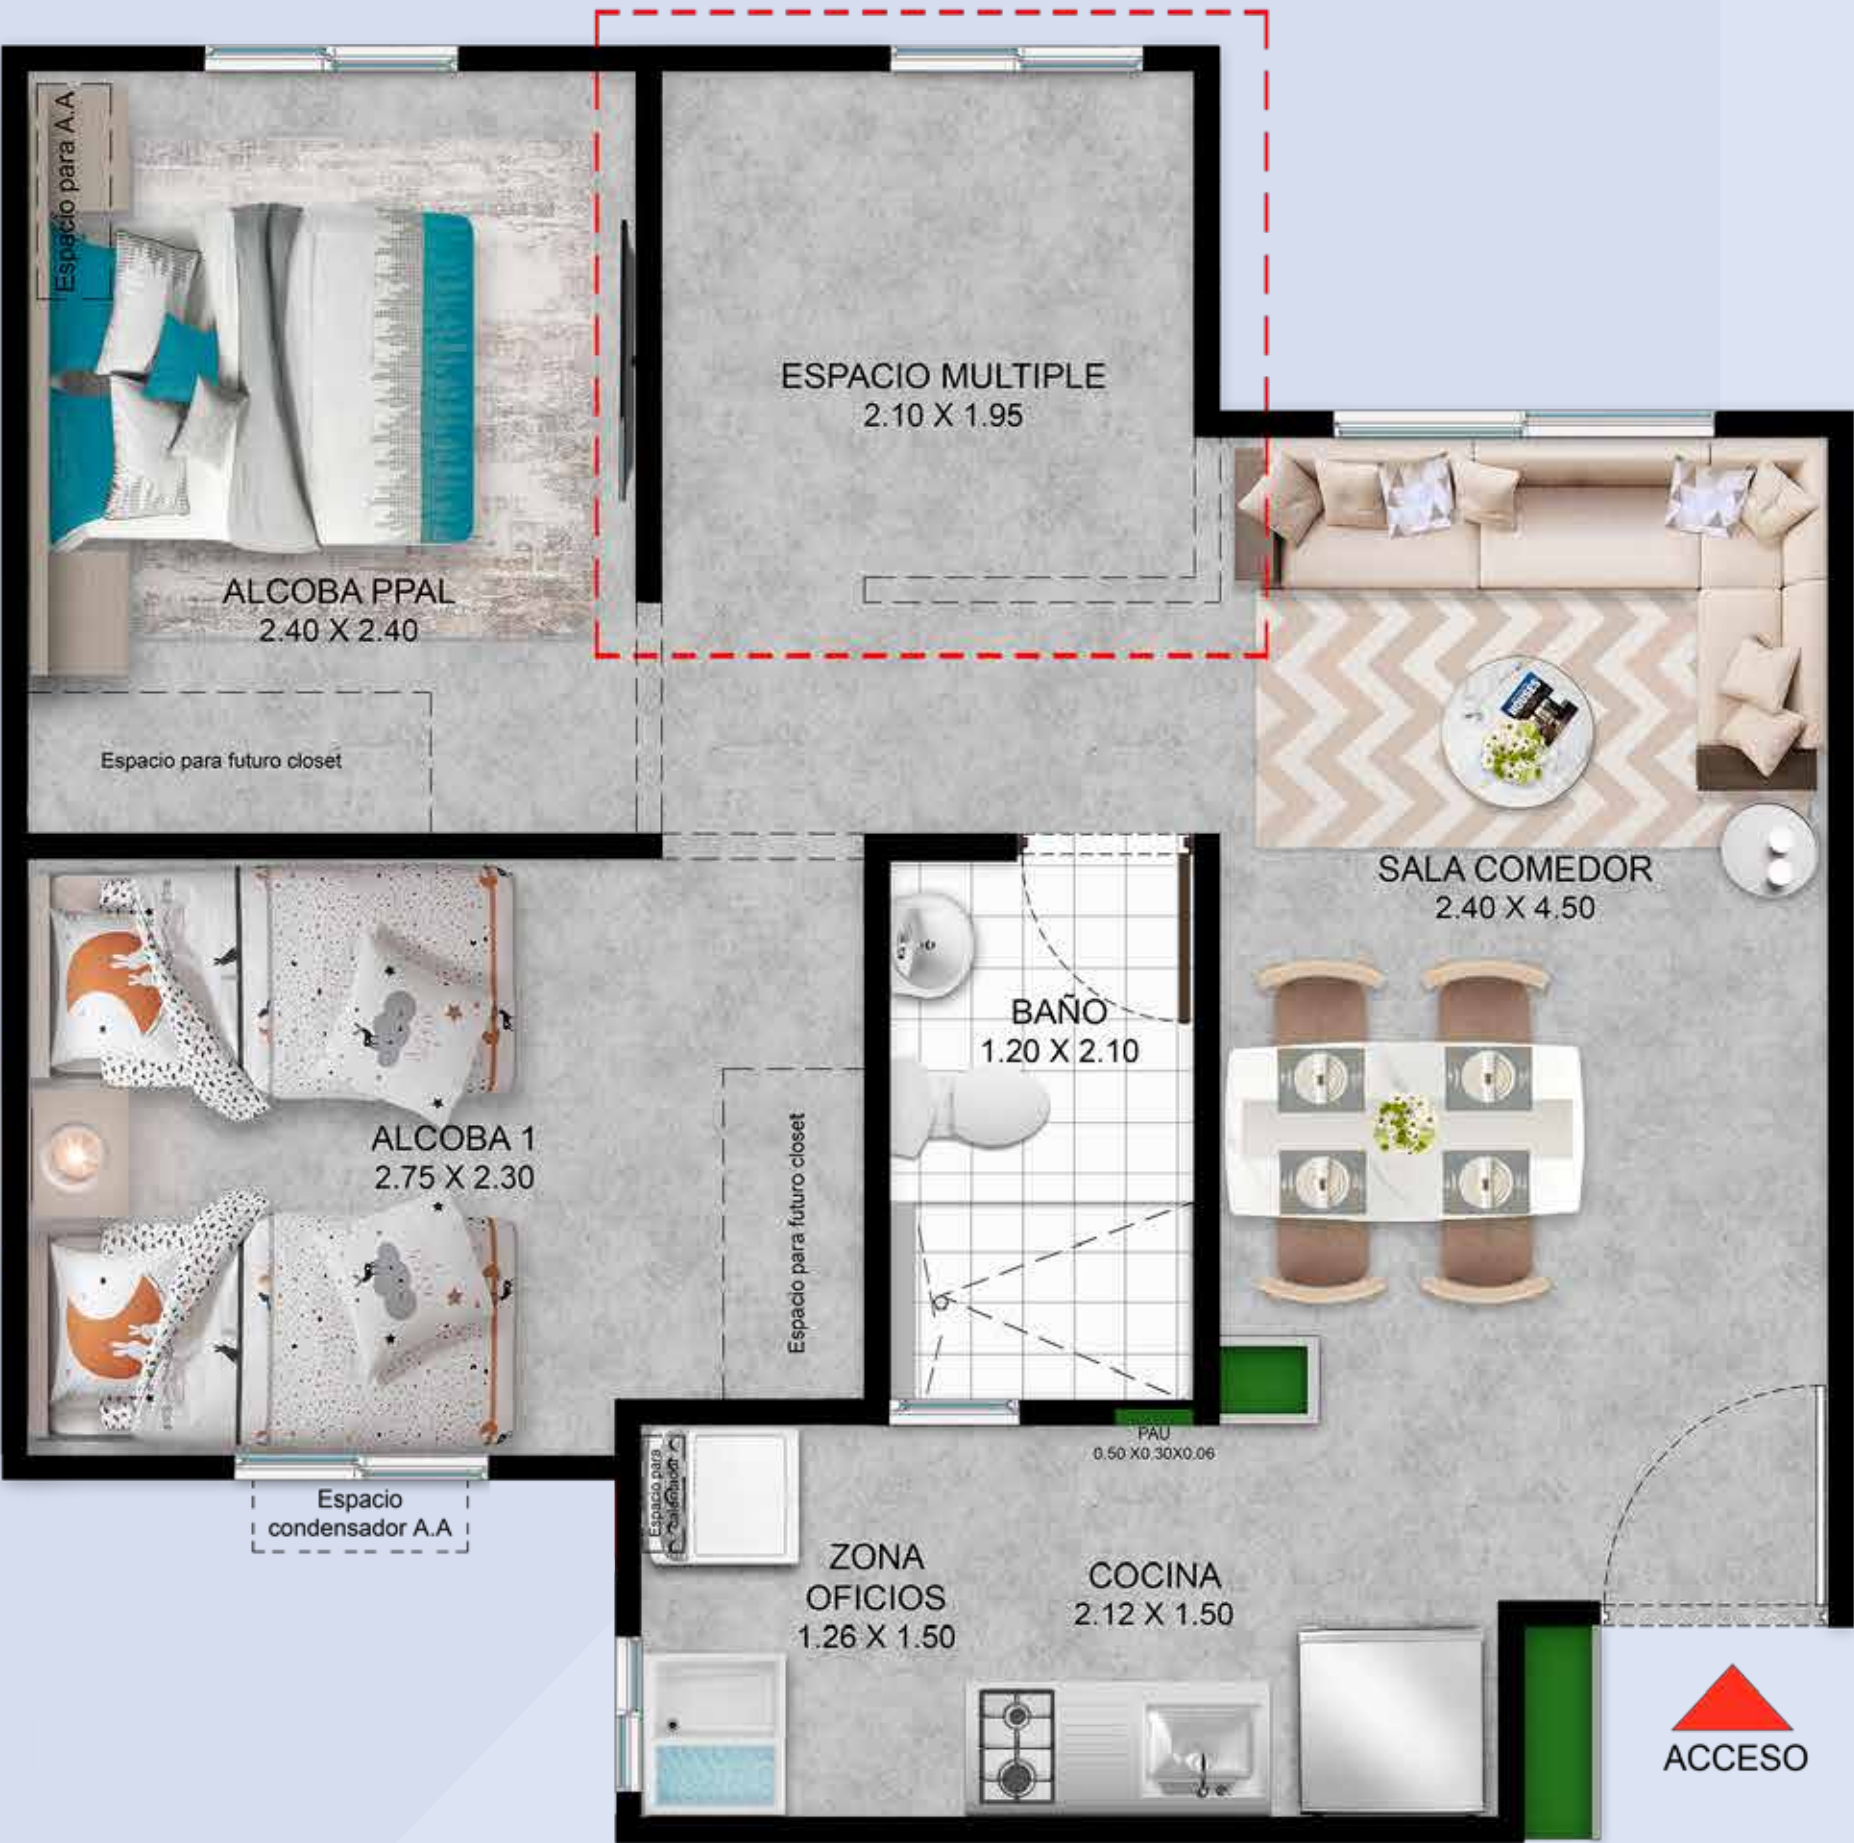 Espacio para A.A
ESPACIO MULTIPLE
2.10 X 1.95
ALCOBA PPAL
2.40 X 2.40
Espacio para futuro closet
SALA COMEDOR
2.40 X 4.50
BAÑO
1.20 X 2.10
ALCOBA 1
2.75 X 2.30
Espacio para futuro closet
PAU
0.50 X0.30X0.06
Espacio
condensador A.A
Espacio para
ZONA
OFICIOS
1.26 X 1.50
COCINA
2.12 X 1.50
ACCESO